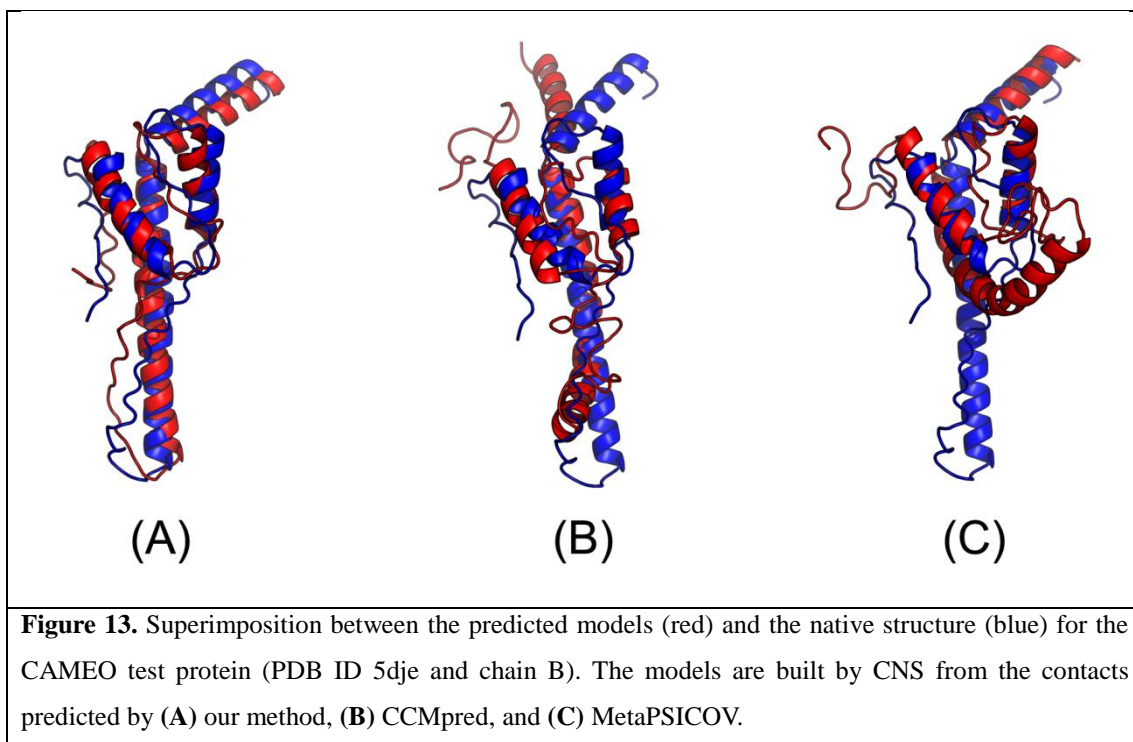 (A)
(B)
(C)
Figure 13. Superimposition between the predicted models (red) and the native structure (blue) for the
CAMEO test protein (PDB ID 5dje and chain B). The models are built by CNS from the contacts
predicted by (A) our method, (B) CCMpred, and (C) MetaPSICOV.